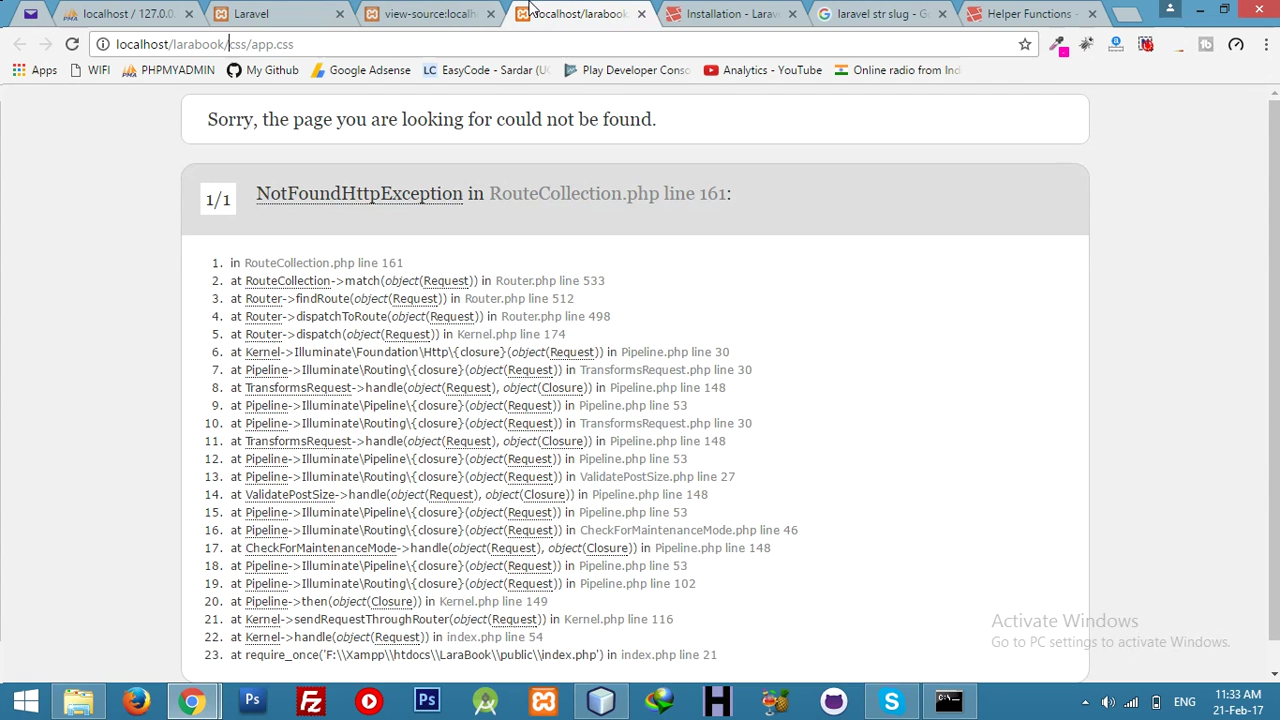 localhost / 127.0.0.1
Laravel
view-source:localh
localhost/larabook
Installation - Larave
laravel str slug - Go
Helper Functions -
localhost/larabook/css/app.css
Apps
WIFI
PHPMYADMIN
My Github
Google Adsense
LC EasyCode - Sardar (U
Play Developer Conso
Analytics - YouTube
Online radio from Ind
Sorry, the page you are looking for could not be found.
1/1
NotFoundHttpException in RouteCollection.php line 161:
1. in RouteCollection.php line 161
2. at RouteCollection->match(object(Request)) in Router.php line 533
3. at Router->findRoute(object(Request)) in Router.php line 512
4. at Router->dispatchToRoute(object(Request)) in Router.php line 498
5. at Router->dispatch(object(Request)) in Kernel.php line 174
6. at Kernel->Illuminate\Foundation\Http\{closure}(object(Request)) in Pipeline.php line 30
7. at Pipeline->Illuminate\Routing\{closure}(object(Request)) in TransformsRequest.php line 30
8. at TransformsRequest->handle(object(Request), object(Closure)) in Pipeline.php line 148
9. at Pipeline->Illuminate\Pipeline\{closure}(object(Request)) in Pipeline.php line 53
10. at Pipeline->Illuminate\Routing\{closure}(object(Request)) in TransformsRequest.php line 30
11. at TransformsRequest->handle(object(Request), object(Closure)) in Pipeline.php line 148
12. at Pipeline->Illuminate\Pipeline\{closure}(object(Request)) in Pipeline.php line 53
13. at Pipeline->Illuminate\Routing\{closure}(object(Request)) in ValidatePostSize.php line 27
14. at ValidatePostSize->handle(object(Request), object(Closure)) in Pipeline.php line 148
15. at Pipeline->Illuminate\Pipeline\{closure}(object(Request)) in Pipeline.php line 53
16. at Pipeline->Illuminate\Routing\{closure}(object(Request)) in CheckForMaintenanceMode.php line 46
17. at CheckForMaintenanceMode->handle(object(Request), object(Closure)) in Pipeline.php line 148
18. at Pipeline->Illuminate\Pipeline\{closure}(object(Request)) in Pipeline.php line 53
19. at Pipeline->Illuminate\Routing\{closure}(object(Request)) in Pipeline.php line 102
20. at Pipeline->then(object(Closure)) in Kernel.php line 149
21. at Kernel->sendRequestThroughRouter(object(Request)) in Kernel.php line 116
22. at Kernel->handle(object(Request)) in index.php line 54
23. at require_once('F:\\Xampp\\htdocs\\LaraBook\\public\\index.php') in index.php line 21
Activate Windows
Go to PC settings to activate Windows.
ENG
11:33 AM
21-Feb-17